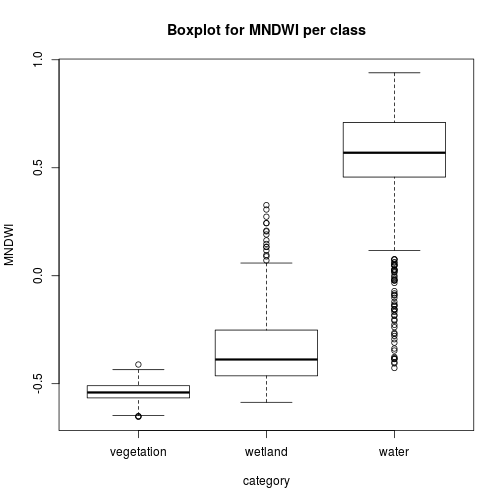 Boxplot for MNDWI per class
MNDWI
1.0
0.5
0.0
-0.5
vegetation
wetland
water
category